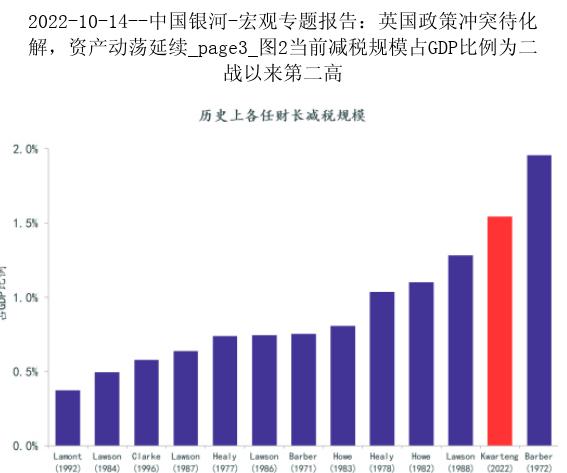 2022-10-14--中国银河-宏观专题报告：英国政策冲突待化
解，资产动荡延续_page3_图2当前减税规模占GDP比例为二
战以来第二高
历史上各任财长减税规模
占GDP比例
2.0%
1.5%
1.0%
0.5%
0.0%
Lamont Lawson Clarke Lawson Healy Lawson Barber Howe Healy Howe Lawson Kwarteng Barber
(1992) (1984) (1996) (1987) (1977) (1986) (1971) (1983) (1978) (1982) (1988) (2022) (1972)